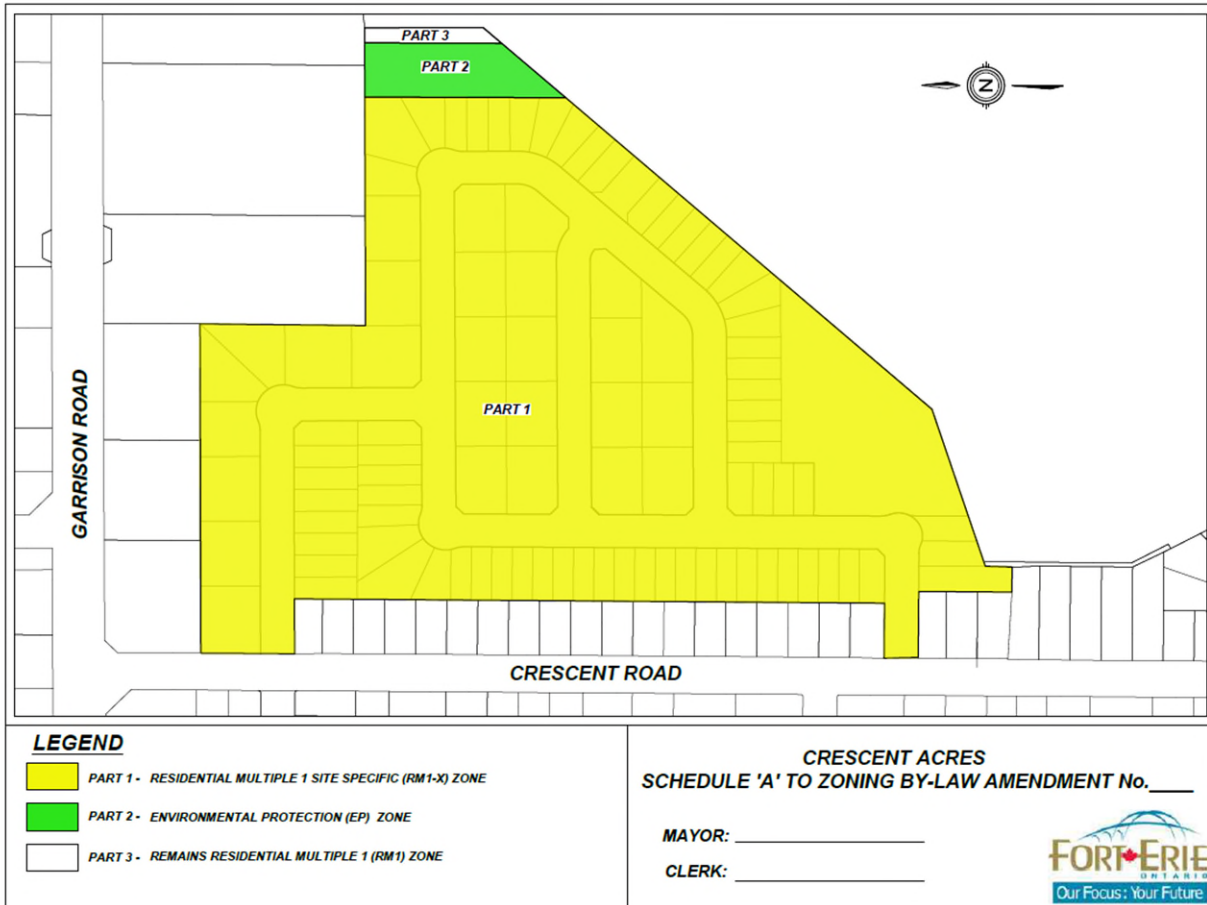 PART 3
PART 2
N
PART 1
GARRISON ROAD
CRESCENT ROAD
LEGEND
PART 1 - RESIDENTIAL MULTIPLE 1 SITE SPECIFIC (RM1-X) ZONE
PART 2 - ENVIRONMENTAL PROTECTION (EP) ZONE
PART 3 - REMAINS RESIDENTIAL MULTIPLE 1 (RM1) ZONE
CRESCENT ACRES
SCHEDULE 'A' TO ZONING BY-LAW AMENDMENT No.____
MAYOR: ____________________
CLERK: ____________________
FORT ERIE
ONTARIO
Our Focus: Your Future